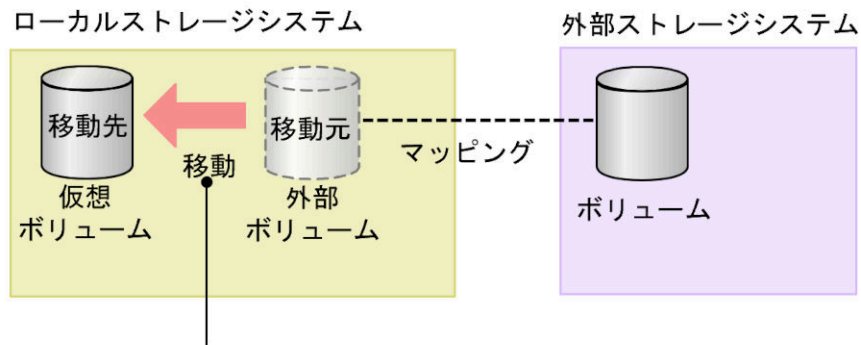 ローカルストレージシステム
外部ストレージシステム
移動先
移動元
マッピング
移動
仮想
ボリューム
外部
ボリューム
ボリューム